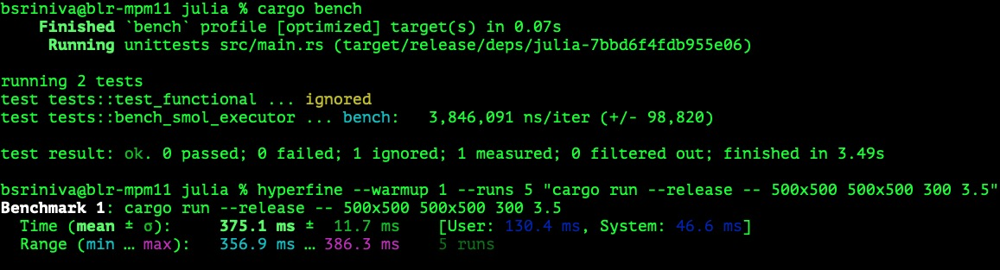 bsriniva@blr-mpm11 julia % cargo bench
    Finished `bench` profile [optimized] target(s) in 0.07s
     Running unittests src/main.rs (target/release/deps/julia-7bbd6f4fdb955e06)

running 2 tests
test tests::test_functional ... ignored
test tests::bench_smol_executor ... bench:   3,846,091 ns/iter (+/- 98,820)

test result: ok. 0 passed; 0 failed; 1 ignored; 1 measured; 0 filtered out; finished in 3.49s

bsriniva@blr-mpm11 julia % hyperfine --warmup 1 --runs 5 "cargo run --release -- 500x500 500x500 300 3.5"
Benchmark 1: cargo run --release -- 500x500 500x500 300 3.5
  Time (mean ± σ):     375.1 ms ±  11.7 ms    [User: 130.4 ms, System: 46.6 ms]
  Range (min … max):   356.9 ms … 386.3 ms    5 runs